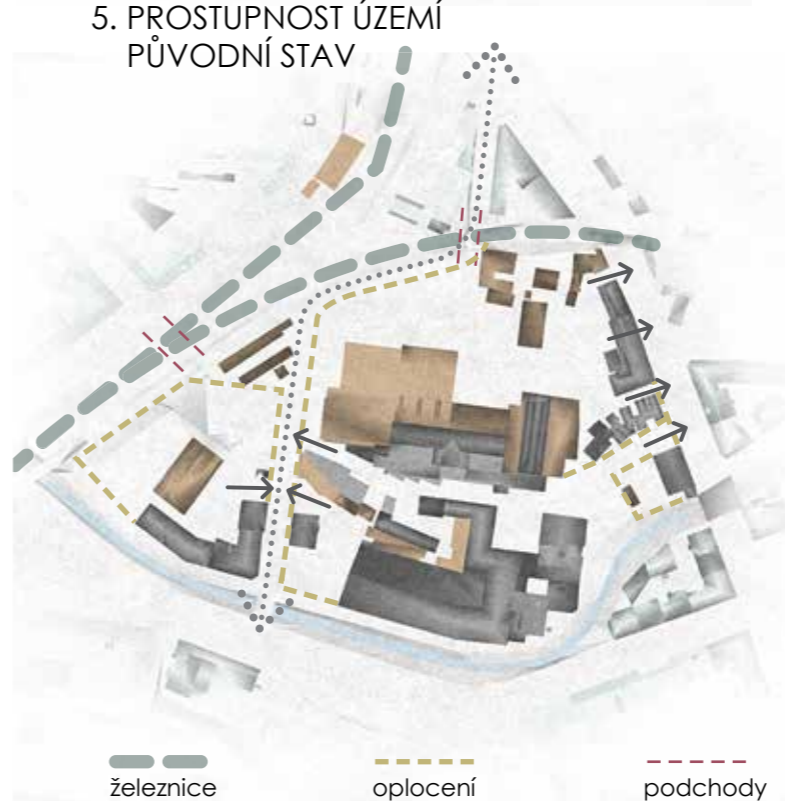 5. PROSTUPNOST ÚZEMÍ
PŮVODNÍ STAV
železnice
oplocení
podchody